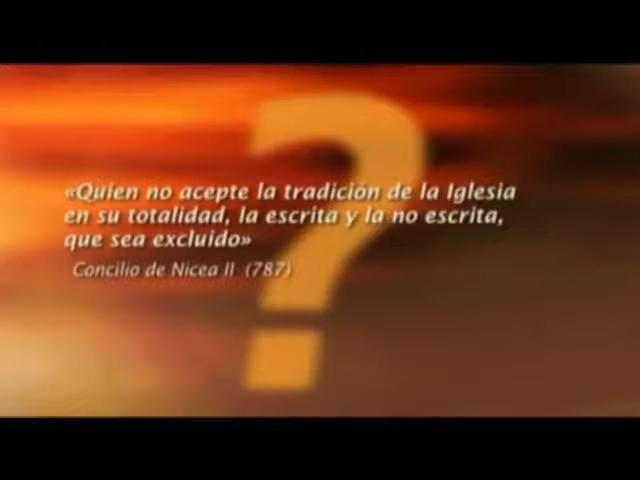 «Quien no acepte la tradición de la Iglesia
en su totalidad, la escrita y la no escrita,
que sea excluido»
Concilio de Nicea II (787)
?